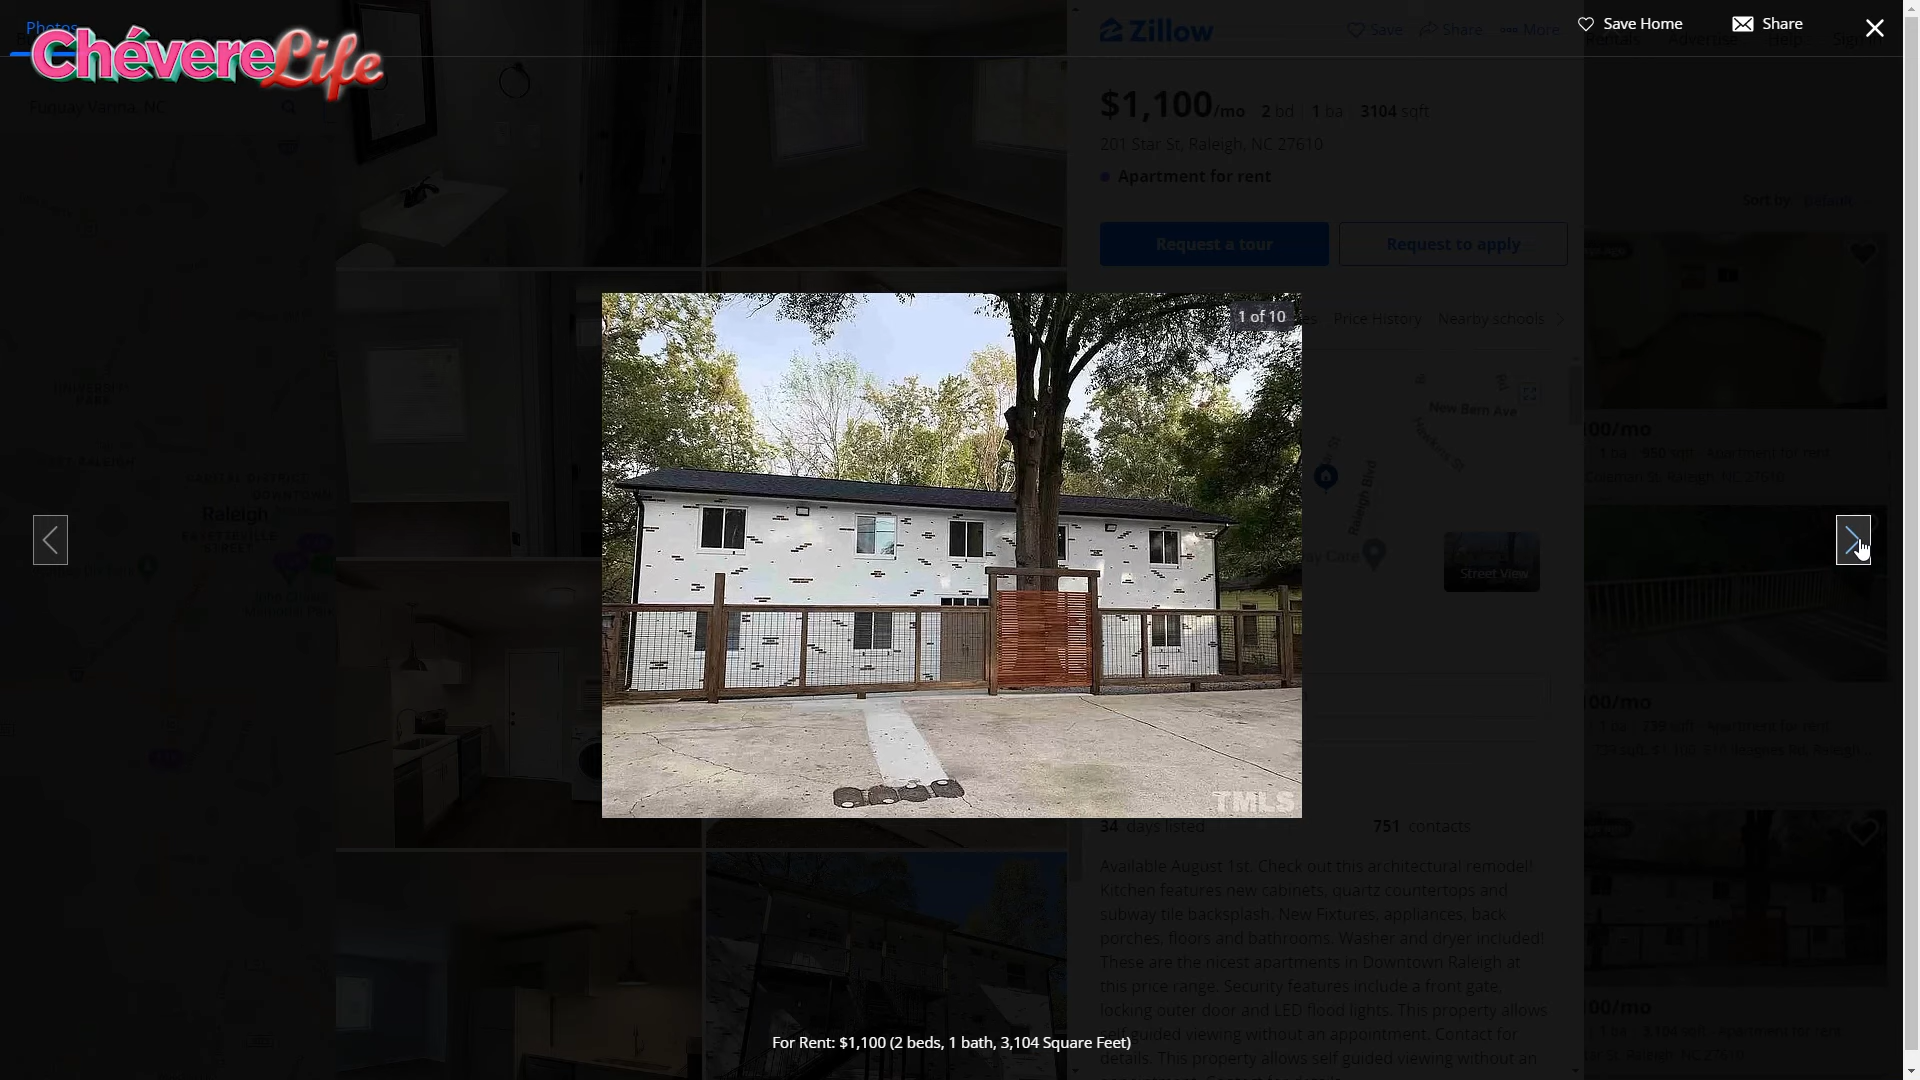 Photos
ChévereLife
Fuquay Varina, NC
Zillow
Save
Share
More
Save Home
Share
$1,100/mo 2 bd 1 ba 3104 sqft
201 Star St, Raleigh, NC 27610
Apartment for rent
Request a tour
Request to apply
Sort by
1 of 10
Price History
Nearby schools
New Bern Ave
Hawkins St
Raleigh Blvd
Street View
Raleigh
TMLS
34 days listed
751 contacts
Available August 1st. Check out this architectural remodel!
Kitchen features new cabinets, quartz countertops and
subway tile backsplash. New Fixtures, appliances, back
porches, floors and bathrooms. Washer and dryer included!
These are the nicest apartments in Downtown Raleigh at
this price range. Security features include a front gate,
locking outer door and LED flood lights. This property allows
self guided viewing without an appointment. Contact for
details. This property allows self guided viewing without an
For Rent: $1,100 (2 beds, 1 bath, 3,104 Square Feet)